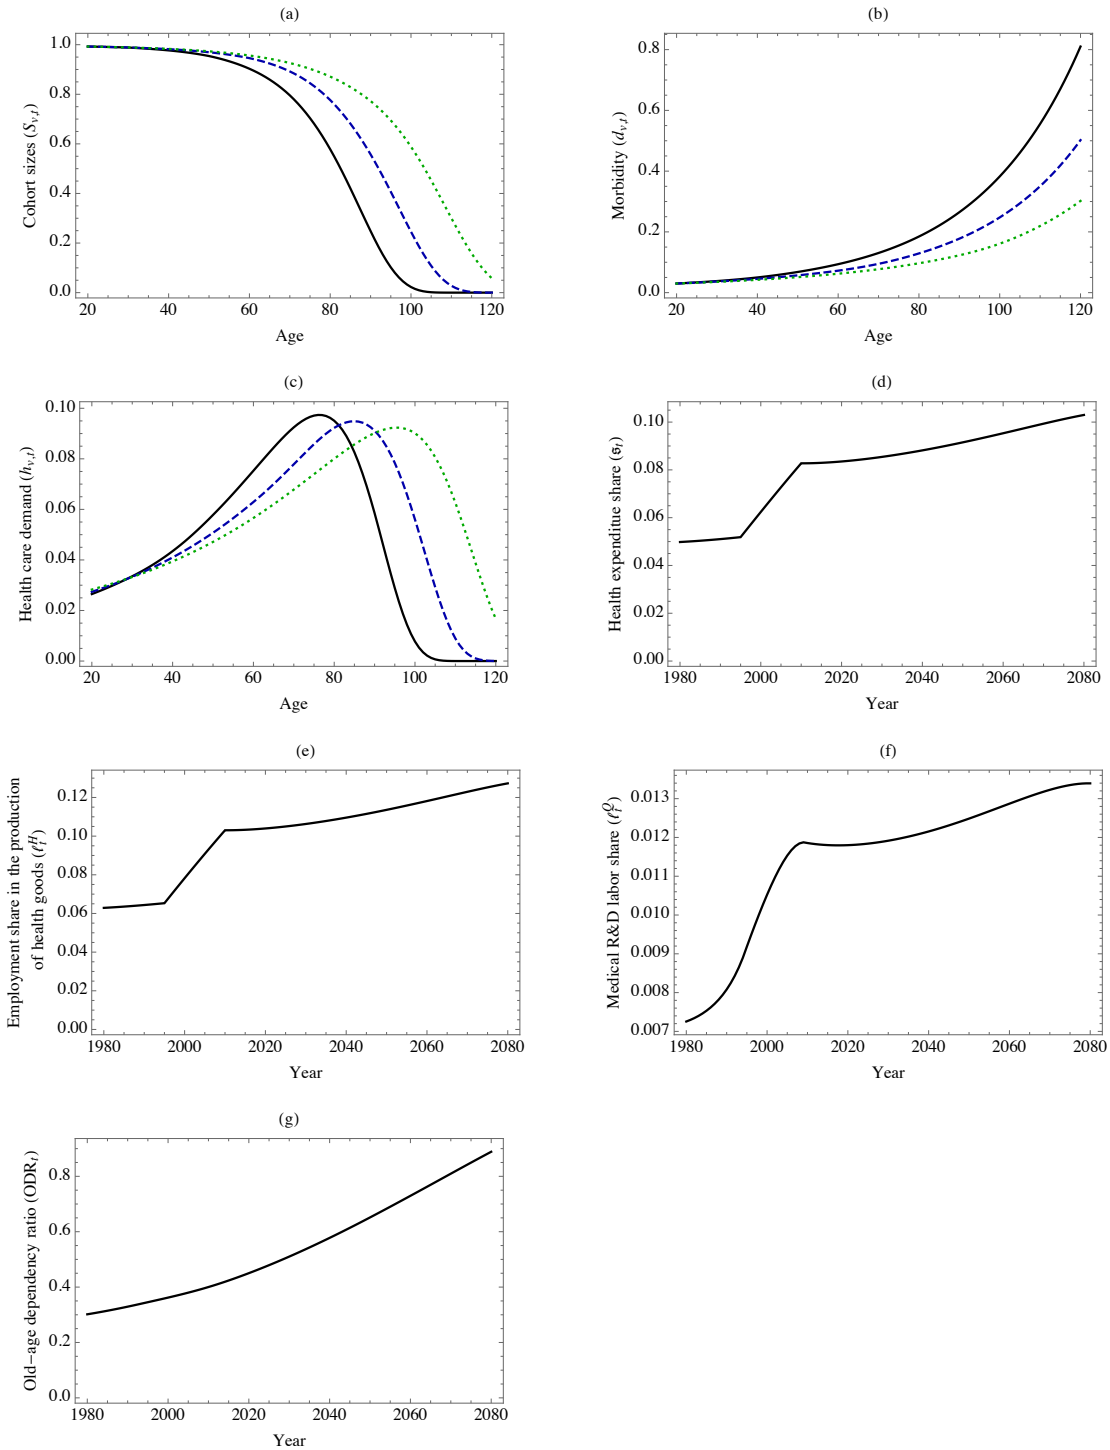 (a)
Cohort sizes (S_{v,t})
1.0
0.8
0.6
0.4
0.2
0.0
20 40 60 80 100 120
Age
(b)
Morbidity (d_{v,t})
0.8
0.6
0.4
0.2
0.0
20 40 60 80 100 120
Age
(c)
Health care demand (h_{v,t})
0.10
0.08
0.06
0.04
0.02
0.00
20 40 60 80 100 120
Age
(d)
Health expenditue share (𝔰_t)
0.10
0.08
0.06
0.04
0.02
0.00
1980 2000 2020 2040 2060 2080
Year
(e)
Employment share in the production
of health goods (ℓ_t^H)
0.12
0.10
0.08
0.06
0.04
0.02
0.00
1980 2000 2020 2040 2060 2080
Year
(f)
Medical R&D labor share (ℓ_t^Q)
0.013
0.012
0.011
0.010
0.009
0.008
0.007
1980 2000 2020 2040 2060 2080
Year
(g)
Old−age dependency ratio (ODR_t)
0.8
0.6
0.4
0.2
0.0
1980 2000 2020 2040 2060 2080
Year